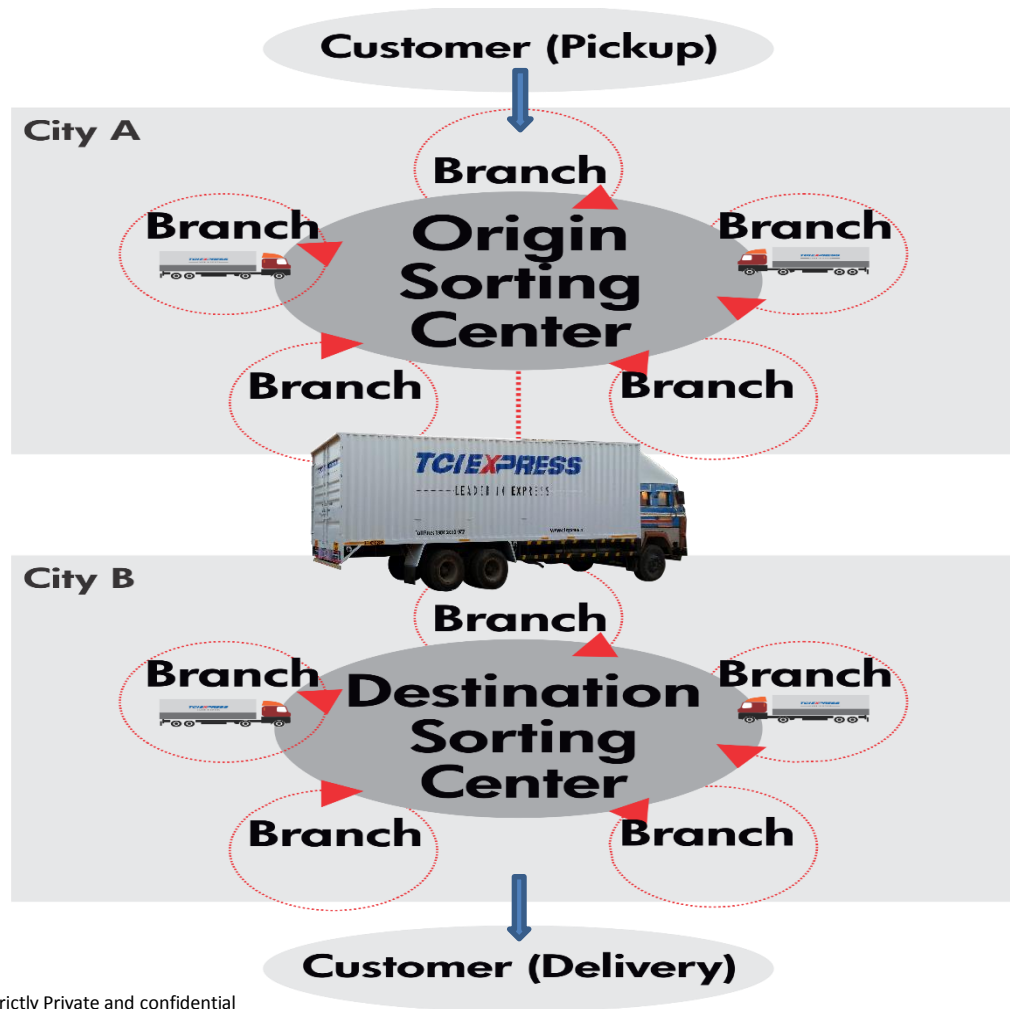 Customer (Pickup)
City A
Branch
Branch
Branch
Origin
Sorting
Center
Branch
Branch
TCIEXPRESS
LEADER IN EXPRESS
City B
Branch
Branch
Branch
Destination
Sorting
Center
Branch
Branch
Customer (Delivery)
rictly Private and confidential